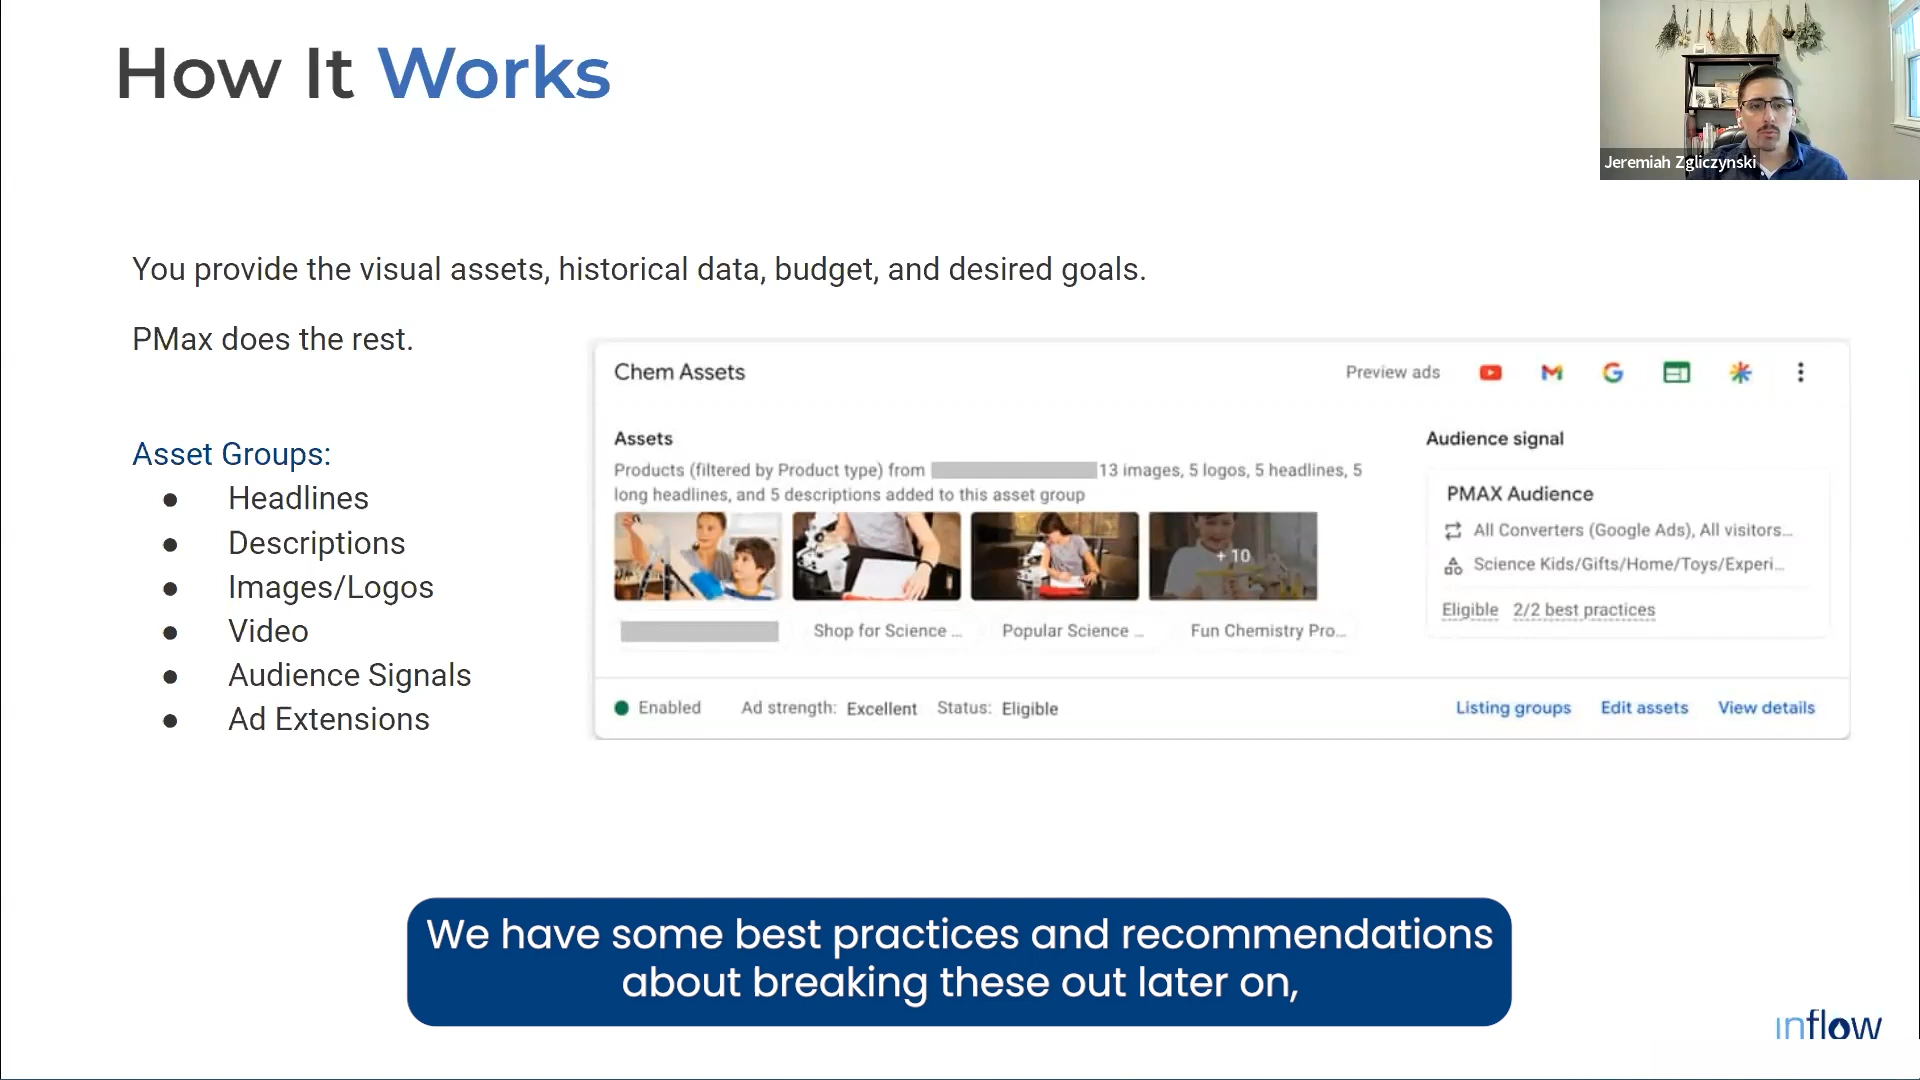 How It Works
Jeremiah Zgliczynski
You provide the visual assets, historical data, budget, and desired goals.
PMax does the rest.
Asset Groups:
● Headlines
● Descriptions
● Images/Logos
● Video
● Audience Signals
● Ad Extensions
Chem Assets
Preview ads
Assets
Products (filtered by Product type) from 13 images, 5 logos, 5 headlines, 5
long headlines, and 5 descriptions added to this asset group
+ 10
Shop for Science ...
Popular Science ...
Fun Chemistry Pro...
Audience signal
PMAX Audience
All Converters (Google Ads), All visitors...
Science Kids/Gifts/Home/Toys/Experi...
Eligible 2/2 best practices
Enabled Ad strength: Excellent Status: Eligible
Listing groups Edit assets View details
We have some best practices and recommendations
about breaking these out later on,
inflow